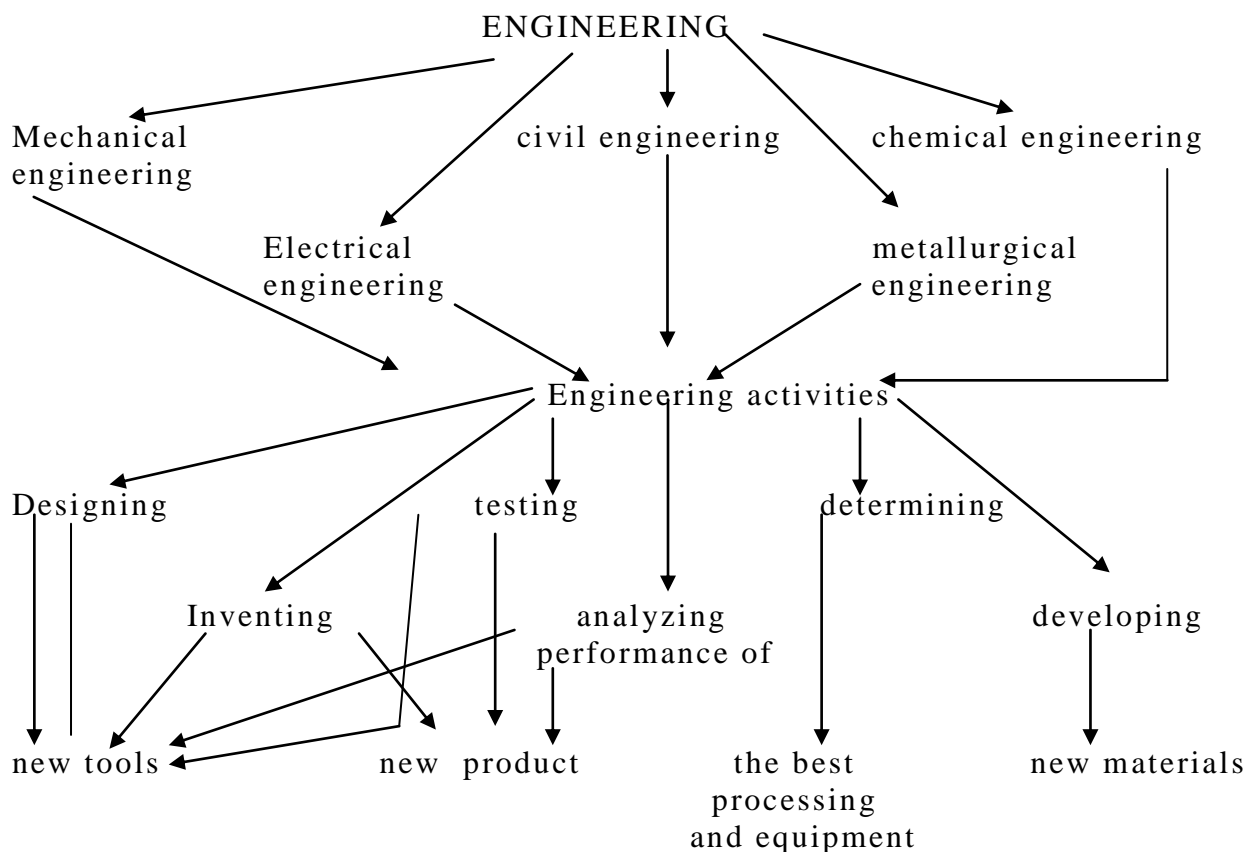 ENGINEERING
Mechanical
engineering
civil engineering
chemical engineering
Electrical
engineering
metallurgical
engineering
Engineering activities
Designing
testing
determining
Inventing
analyzing
performance of
developing
new tools
new product
the best
processing
and equipment
new materials